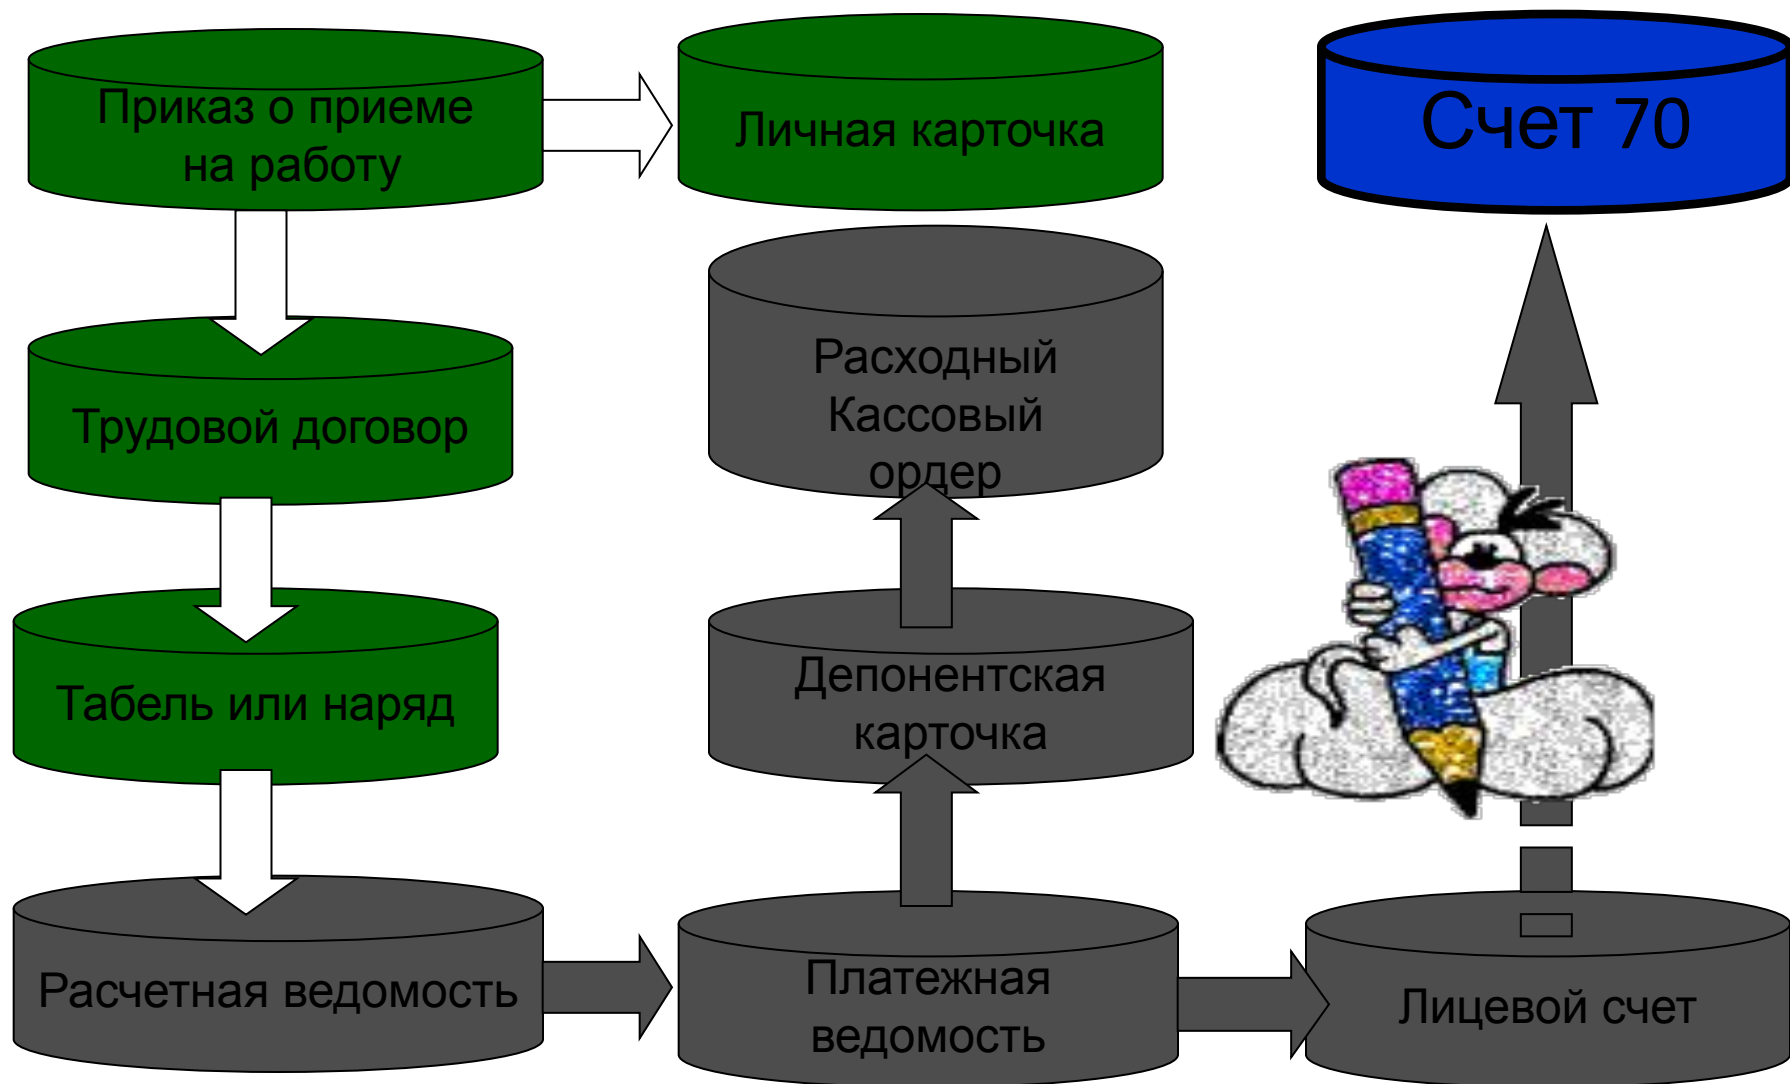 Приказ о приеме
на работу
Личная карточка
Счет 70
Расходный
Кассовый
ордер
Трудовой договор
Депонентская
карточка
Табель или наряд
Расчетная ведомость
Платежная
ведомость
Лицевой счет